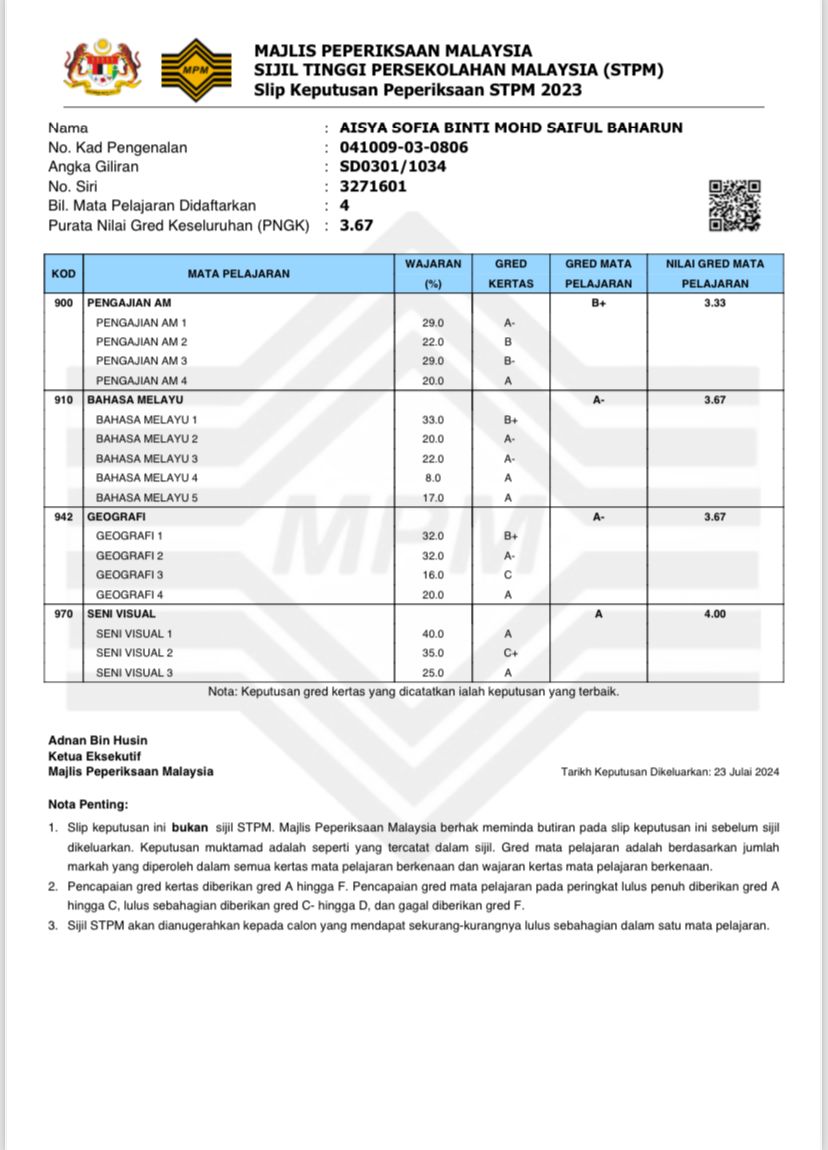 MPM
MAJLIS PEPERIKSAAN MALAYSIA
SIJIL TINGGI PERSEKOLAHAN MALAYSIA (STPM)
Slip Keputusan Peperiksaan STPM 2023
Nama : AISYA SOFIA BINTI MOHD SAIFUL BAHARUN
No. Kad Pengenalan : 041009-03-0806
Angka Giliran : SD0301/1034
No. Siri : 3271601
Bil. Mata Pelajaran Didaftarkan : 4
Purata Nilai Gred Keseluruhan (PNGK) : 3.67
KOD MATA PELAJARAN WAJARAN (%) GRED KERTAS GRED MATA PELAJARAN NILAI GRED MATA PELAJARAN
900 PENGAJIAN AM B+ 3.33
PENGAJIAN AM 1 29.0 A-
PENGAJIAN AM 2 22.0 B
PENGAJIAN AM 3 29.0 B-
PENGAJIAN AM 4 20.0 A
910 BAHASA MELAYU A- 3.67
BAHASA MELAYU 1 33.0 B+
BAHASA MELAYU 2 20.0 A-
BAHASA MELAYU 3 22.0 A-
BAHASA MELAYU 4 8.0 A
BAHASA MELAYU 5 17.0 A
942 GEOGRAFI A- 3.67
GEOGRAFI 1 32.0 B+
GEOGRAFI 2 32.0 A-
GEOGRAFI 3 16.0 C
GEOGRAFI 4 20.0 A
970 SENI VISUAL A 4.00
SENI VISUAL 1 40.0 A
SENI VISUAL 2 35.0 C+
SENI VISUAL 3 25.0 A
MPM
Nota: Keputusan gred kertas yang dicatatkan ialah keputusan yang terbaik.
Adnan Bin Husin
Ketua Eksekutif
Majlis Peperiksaan Malaysia
Tarikh Keputusan Dikeluarkan: 23 Julai 2024
Nota Penting:
1. Slip keputusan ini bukan sijil STPM. Majlis Peperiksaan Malaysia berhak meminda butiran pada slip keputusan ini sebelum sijil
dikeluarkan. Keputusan muktamad adalah seperti yang tercatat dalam sijil. Gred mata pelajaran adalah berdasarkan jumlah
markah yang diperoleh dalam semua kertas mata pelajaran berkenaan dan wajaran kertas mata pelajaran berkenaan.
2. Pencapaian gred kertas diberikan gred A hingga F. Pencapaian gred mata pelajaran pada peringkat lulus penuh diberikan gred A
hingga C, lulus sebahagian diberikan gred C- hingga D, dan gagal diberikan gred F.
3. Sijil STPM akan dianugerahkan kepada calon yang mendapat sekurang-kurangnya lulus sebahagian dalam satu mata pelajaran.